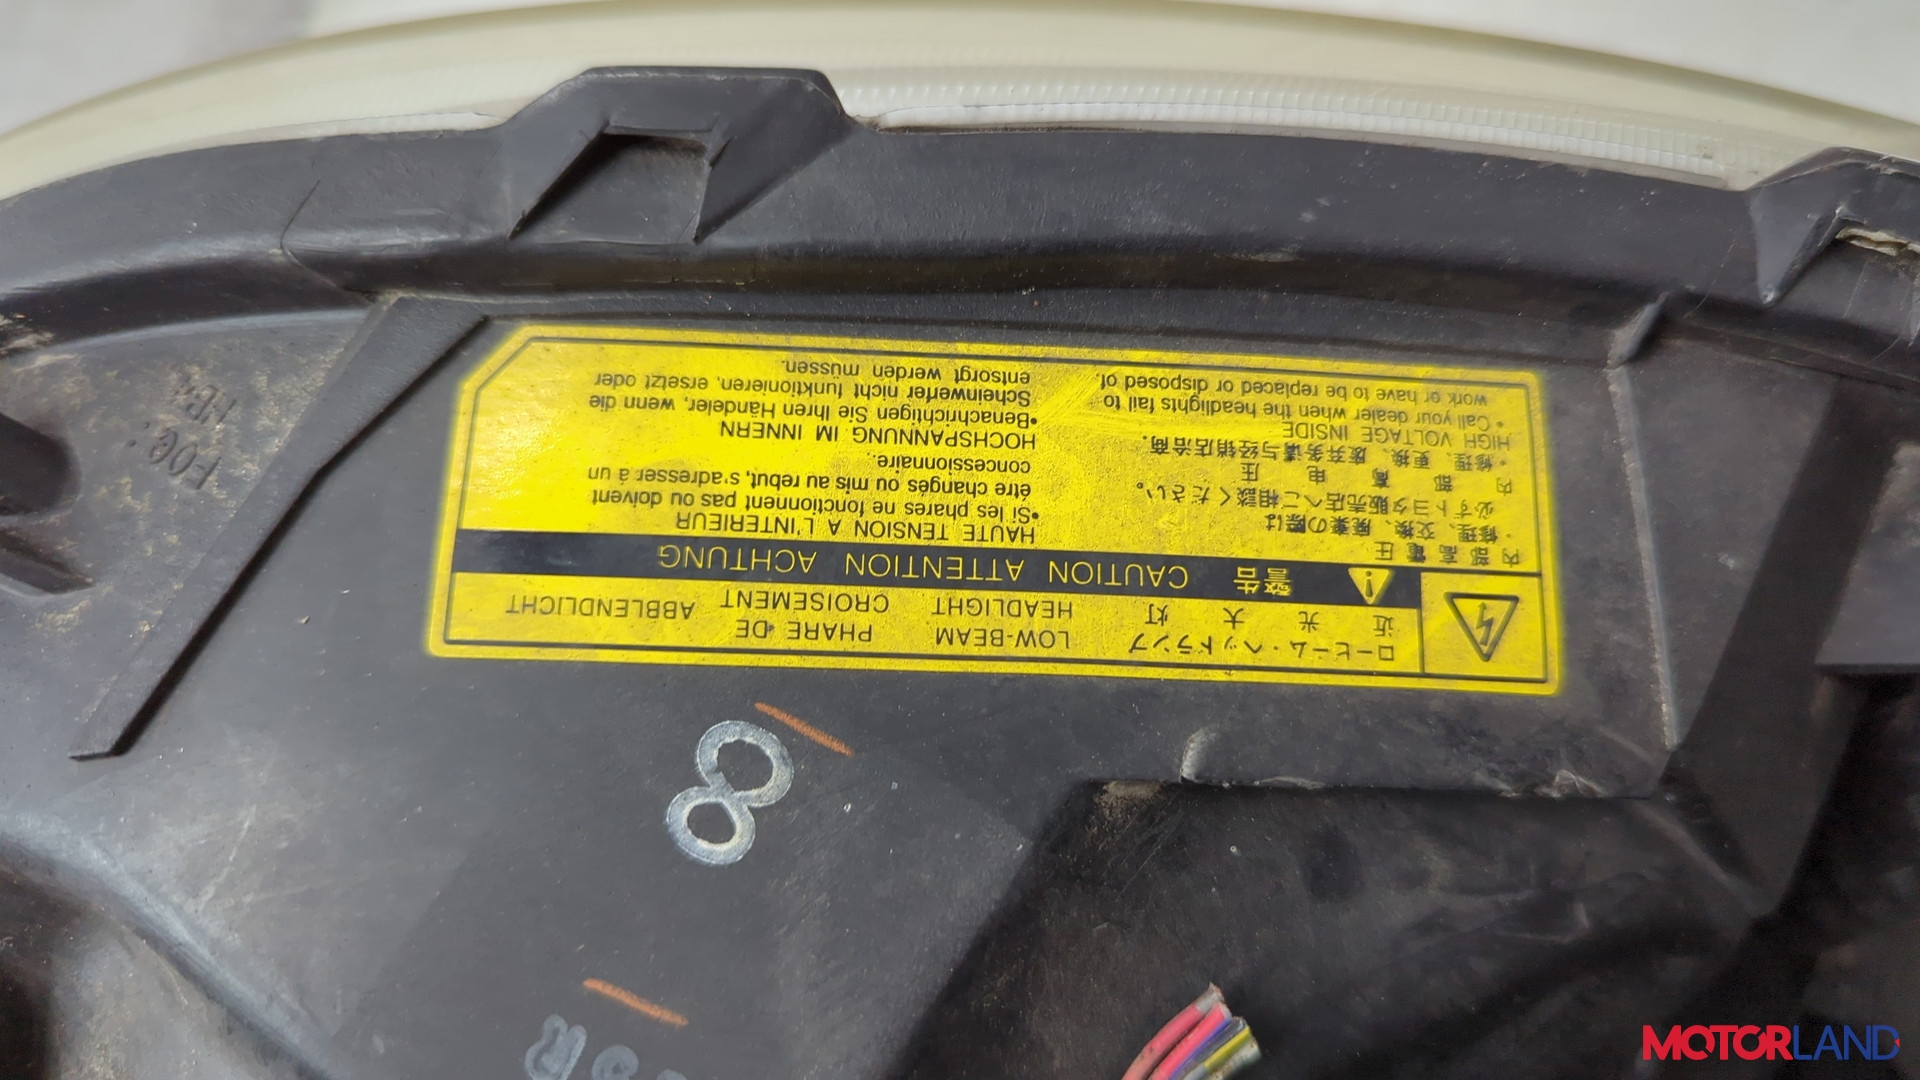 ロービーム・ヘッドランプ
近 光 大 灯
LOW-BEAM
HEADLIGHT
PHARE DE
CROISEMENT
ABBLENDLICHT
警告 CAUTION ATTENTION ACHTUNG
内部高電圧
・修理、交換、廃棄の際は
必ずトヨタ販売店へご相談ください。
内 部 高 电 压
・修理、更换、废弃务请与经销店洽商．
HIGH VOLTAGE INSIDE
• Call your dealer when the headlights fail to
work or have to be replaced or disposed of.
HAUTE TENSION A L'INTERIEUR
•Si les phares ne fonctionnent pas ou doivent
être changés ou mis au rebut, s'adresser à un
concessionnaire.
HOCHSPANNUNG IM INNERN
•Benachrichtigen Sie Ihren Händeler, wenn die
Scheinwerfer nicht funktionieren, ersetzt oder
entsorgt werden müssen.
FOG:
HB4
8
MOTORLAND